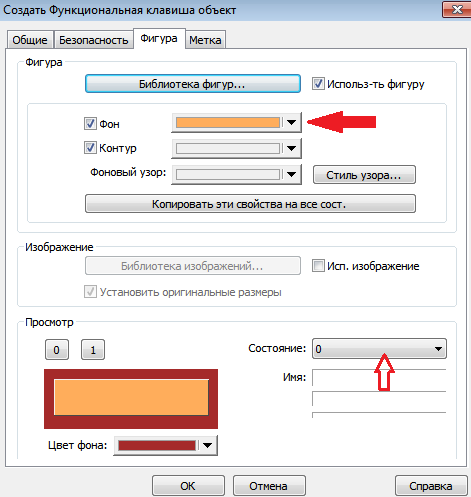 Создать Функциональная клавиша объект
Общие Безопасность Фигура Метка
Фигура
Библиотека фигур... Использ-ть фигуру
Фон
Контур
Фоновый узор: Стиль узора...
Копировать эти свойства на все сост.
Изображение
Библиотека изображений... Исп. изображение
Установить оригинальные размеры
Просмотр
0 1 Состояние: 0
Имя:
Цвет фона:
OK Отмена Справка